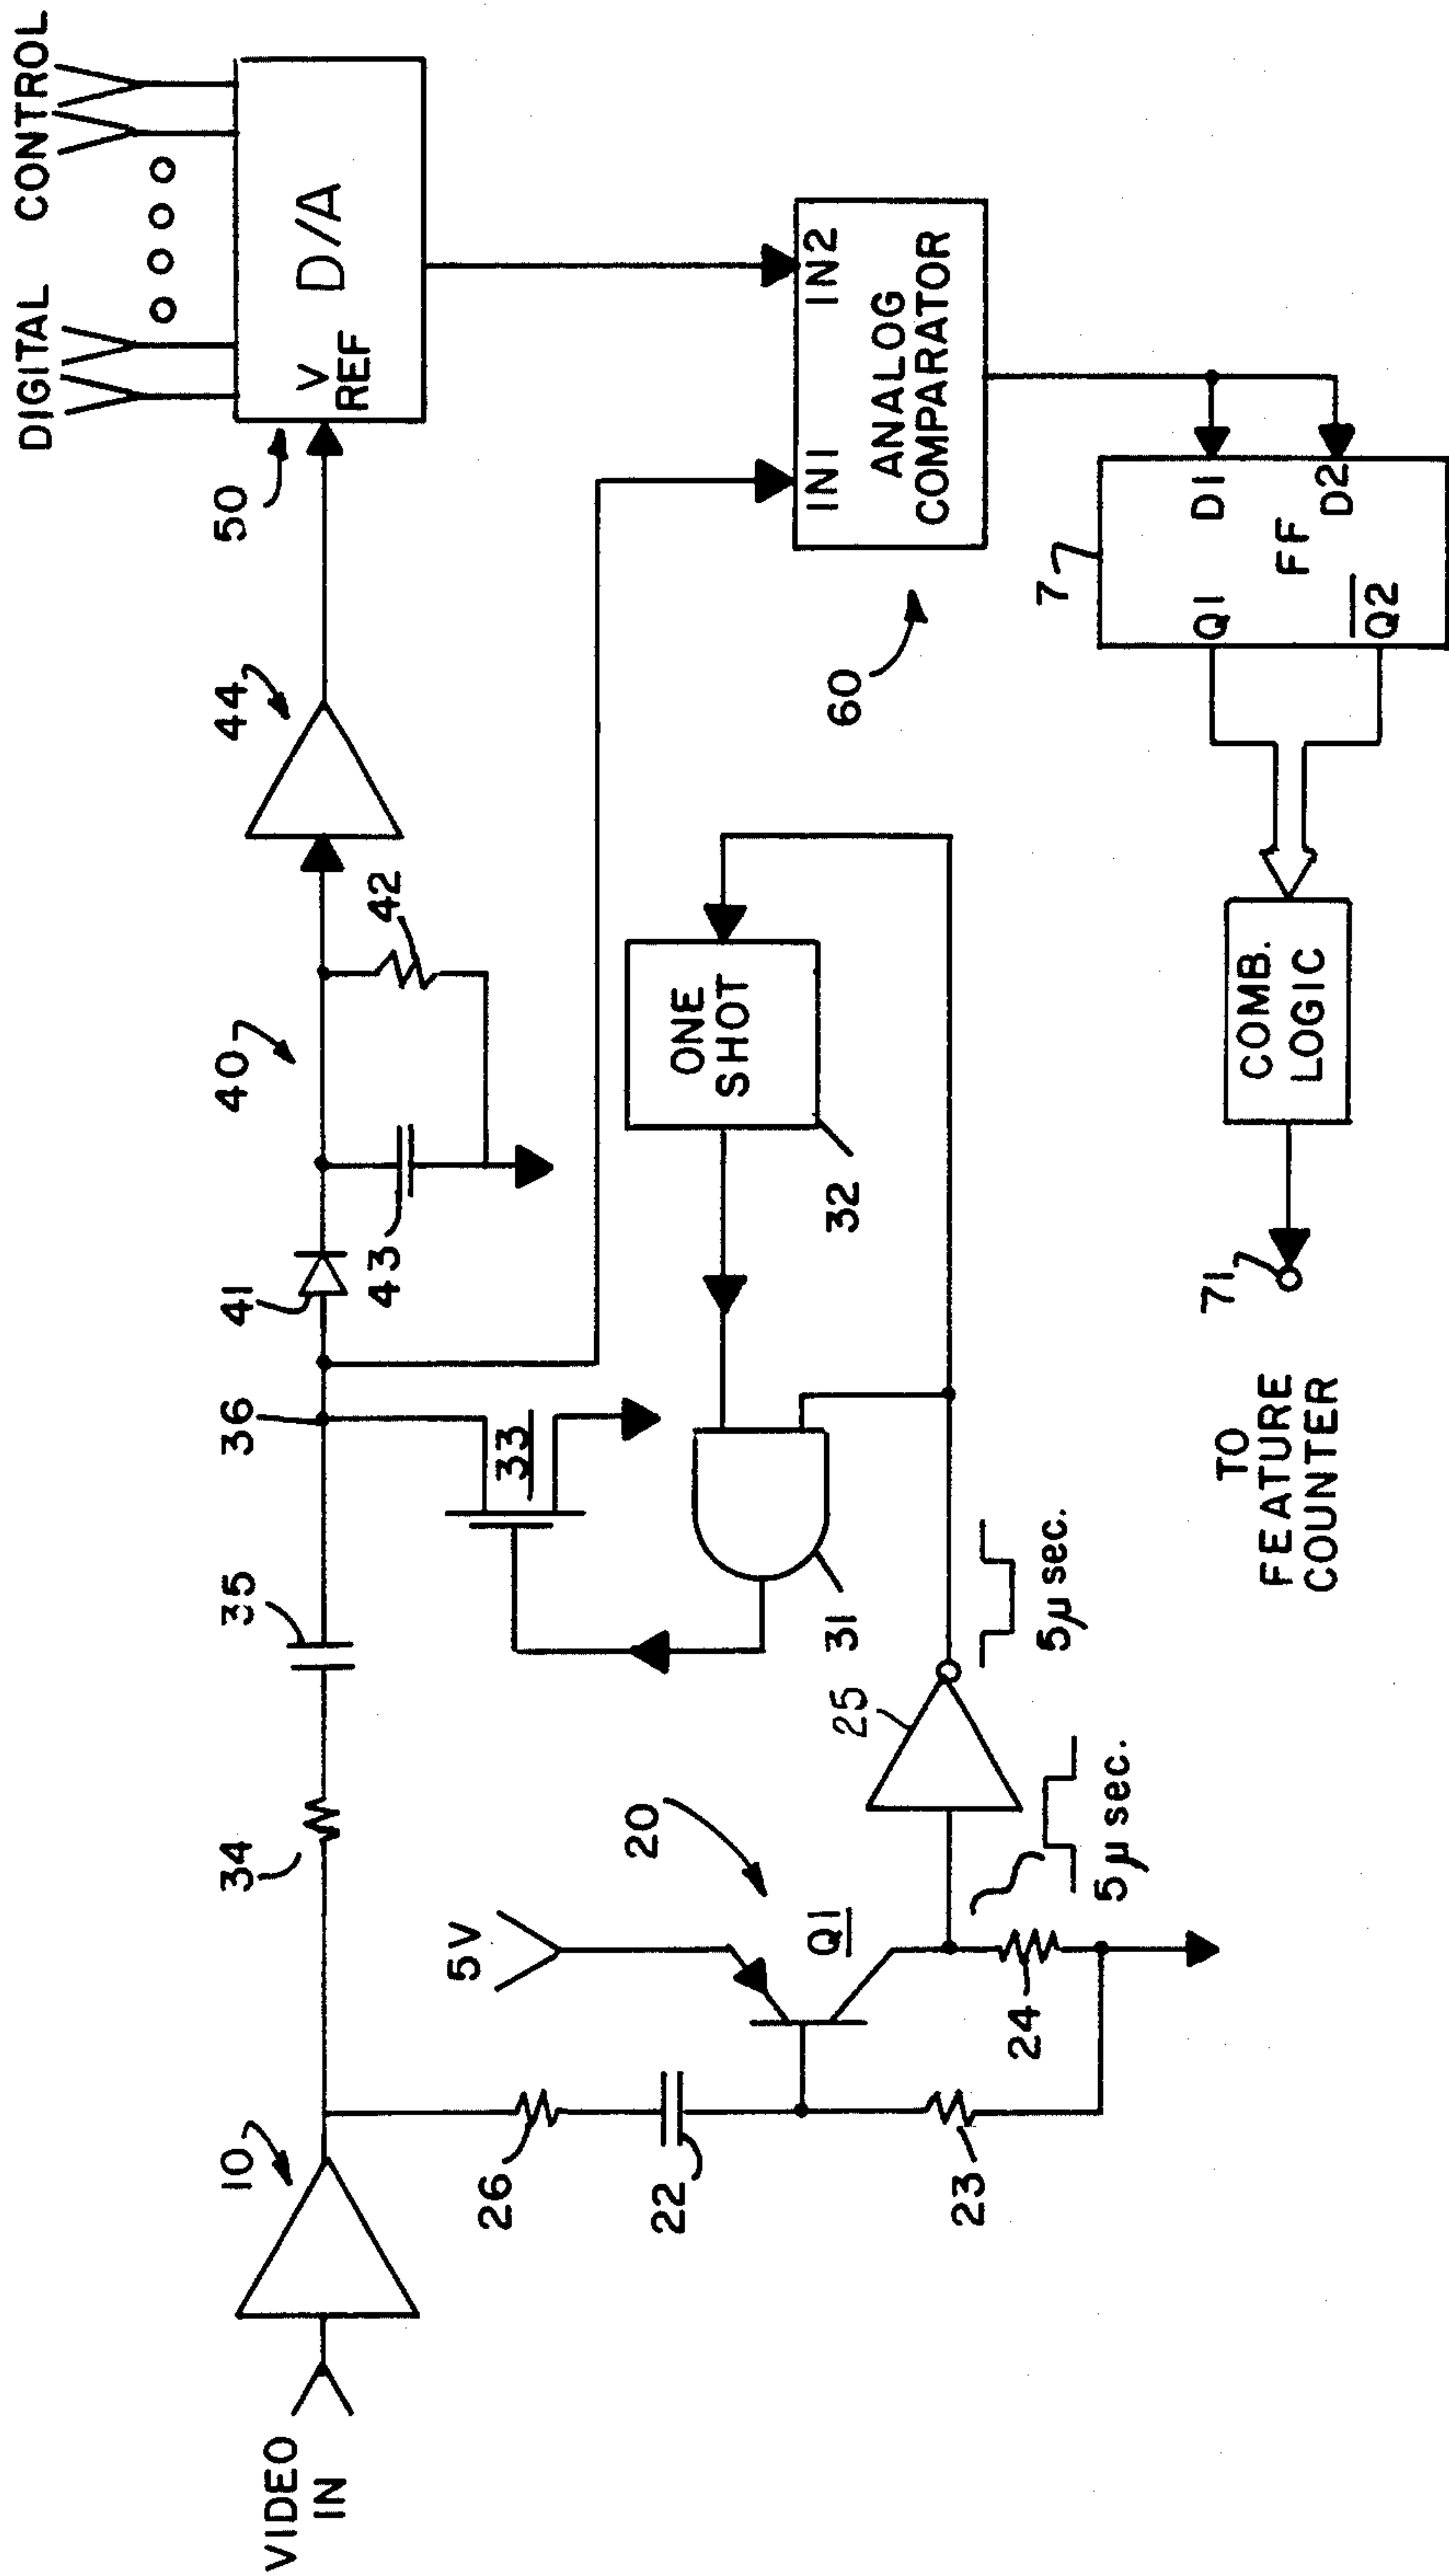 VIDEO
IN
10
34
35
36
41
40
43
42
44
50
DIGITAL CONTROL
V
REF
D/A
26
22
23
5V
20
Q1
24
5μ sec.
25
5μ sec.
31
33
32
ONE
SHOT
60
IN1
IN2
ANALOG
COMPARATOR
7
D1
D2
FF
Q1
Q2
COMB.
LOGIC
71
TO
FEATURE
COUNTER